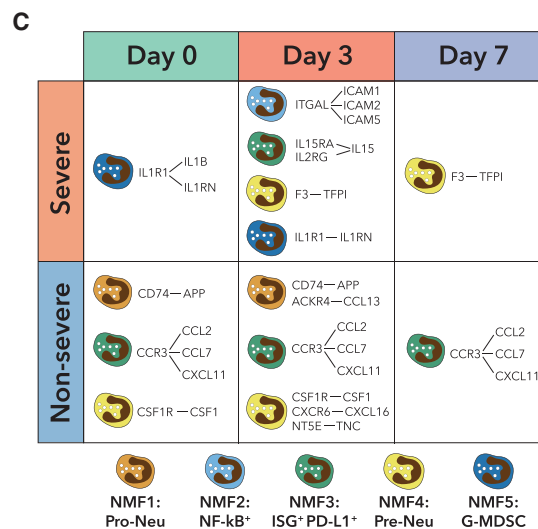 C
Day 0 Day 3 Day 7
Severe
IL1R1 IL1B
IL1RN
ITGAL ICAM1
ICAM2
ICAM5
IL15RA
IL2RG IL15
F3—TFPI
IL1R1—IL1RN
F3—TFPI
Non-severe
CD74—APP
CCR3 CCL2
CCL7
CXCL11
CSF1R—CSF1
CD74—APP
ACKR4—CCL13
CCR3 CCL2
CCL7
CXCL11
CSF1R—CSF1
CXCR6—CXCL16
NT5E—TNC
CCR3 CCL2
CCL7
CXCL11
NMF1: NMF2: NMF3: NMF4: NMF5:
Pro-Neu NF-kB⁺ ISG⁺ PD-L1⁺ Pre-Neu G-MDSC